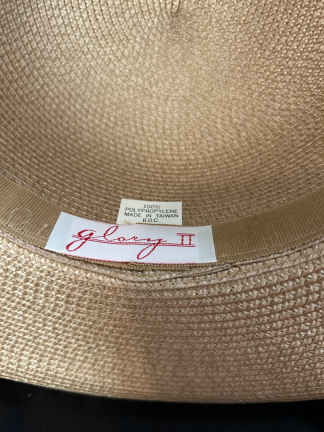 100%
POLYPROPYLENE
MADE IN TAIWAN
R.O.C.
glory II